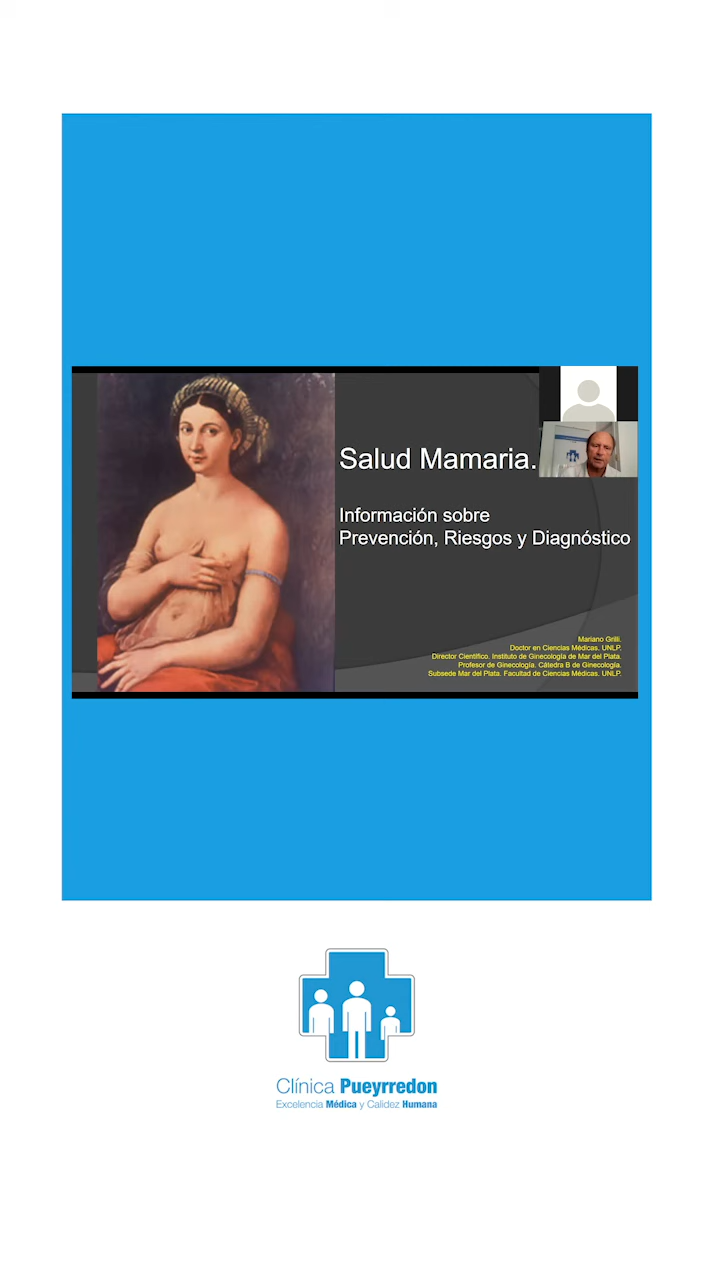 Salud Mamaria.
Información sobre
Prevención, Riesgos y Diagnóstico
Mariano Grilli.
Doctor en Ciencias Médicas. UNLP.
Director Científico. Instituto de Ginecología de Mar del Plata.
Profesor de Ginecología. Cátedra B de Ginecología.
Subsede Mar del Plata. Facultad de Ciencias Médicas. UNLP.
Clínica Pueyrredon
Excelencia Médica y Calidez Humana